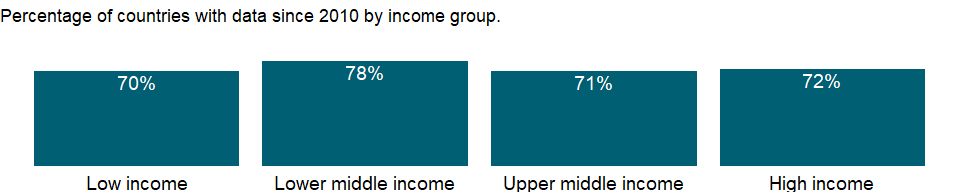 Percentage of countries with data since 2010 by income group.
70%
78%
71%
72%
Low income
Lower middle income
Upper middle income
High income